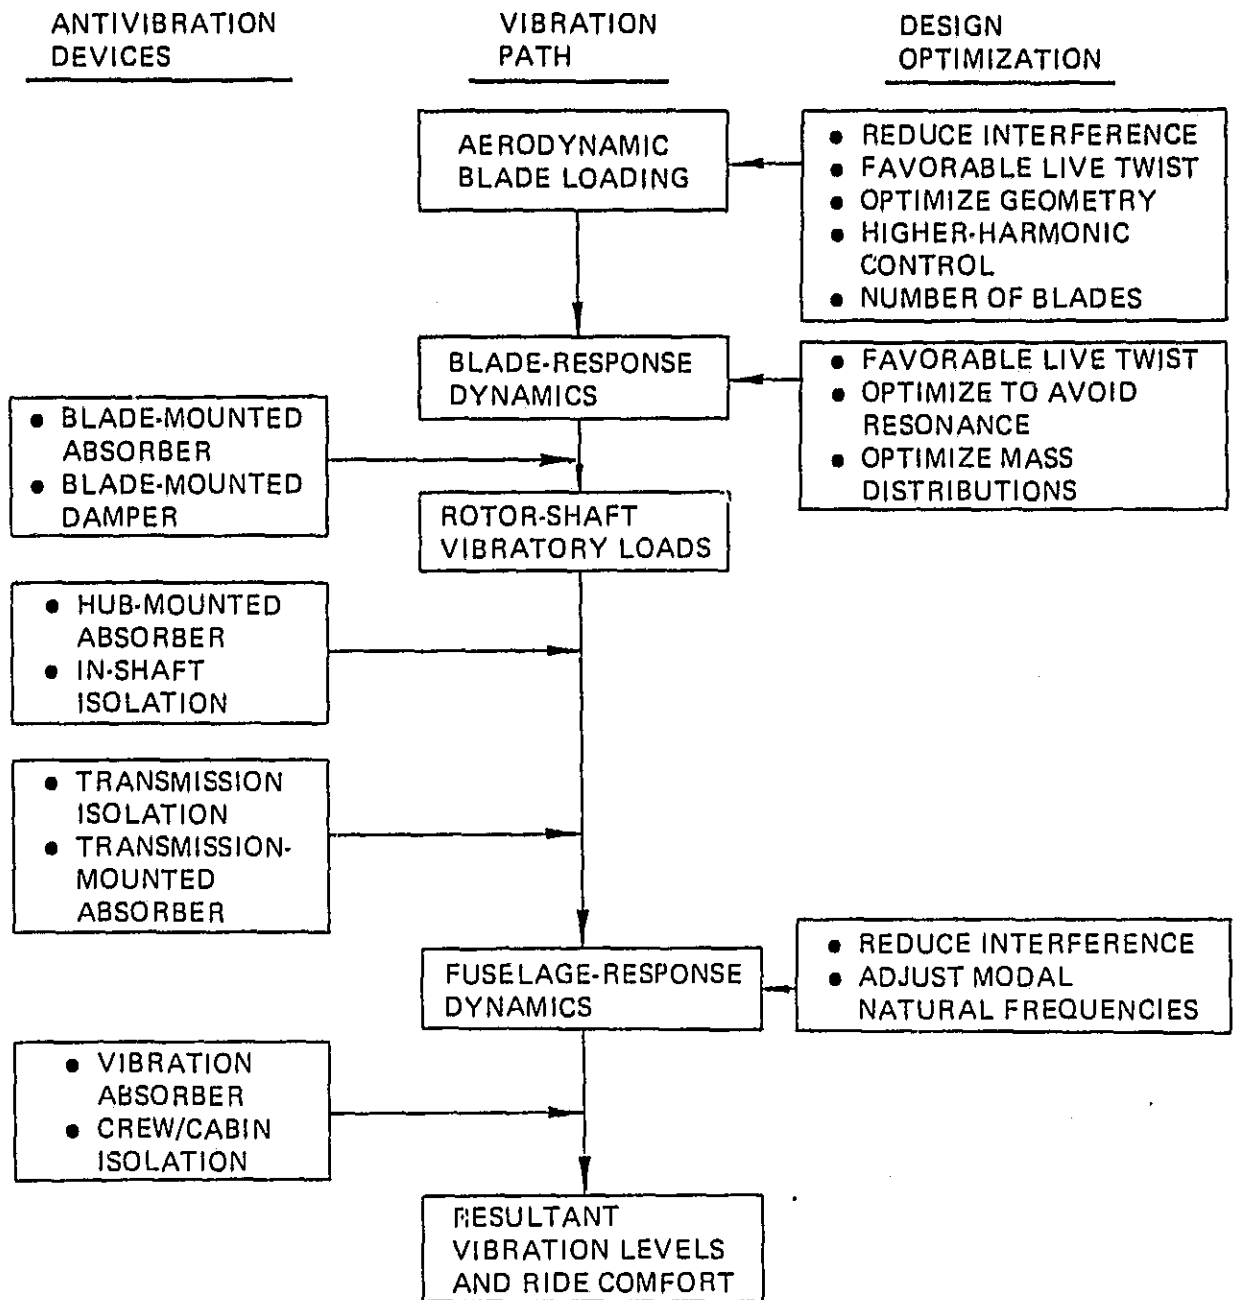 ANTIVIBRATION
DEVICES
VIBRATION
PATH
DESIGN
OPTIMIZATION
AERODYNAMIC
BLADE LOADING
• REDUCE INTERFERENCE
• FAVORABLE LIVE TWIST
• OPTIMIZE GEOMETRY
• HIGHER-HARMONIC
CONTROL
• NUMBER OF BLADES
BLADE-RESPONSE
DYNAMICS
• FAVORABLE LIVE TWIST
• OPTIMIZE TO AVOID
RESONANCE
• OPTIMIZE MASS
DISTRIBUTIONS
• BLADE-MOUNTED
ABSORBER
• BLADE-MOUNTED
DAMPER
ROTOR-SHAFT
VIBRATORY LOADS
• HUB-MOUNTED
ABSORBER
• IN-SHAFT
ISOLATION
• TRANSMISSION
ISOLATION
• TRANSMISSION-
MOUNTED
ABSORBER
FUSELAGE-RESPONSE
DYNAMICS
• REDUCE INTERFERENCE
• ADJUST MODAL
NATURAL FREQUENCIES
• VIBRATION
ABSORBER
• CREW/CABIN
ISOLATION
RESULTANT
VIBRATION LEVELS
AND RIDE COMFORT